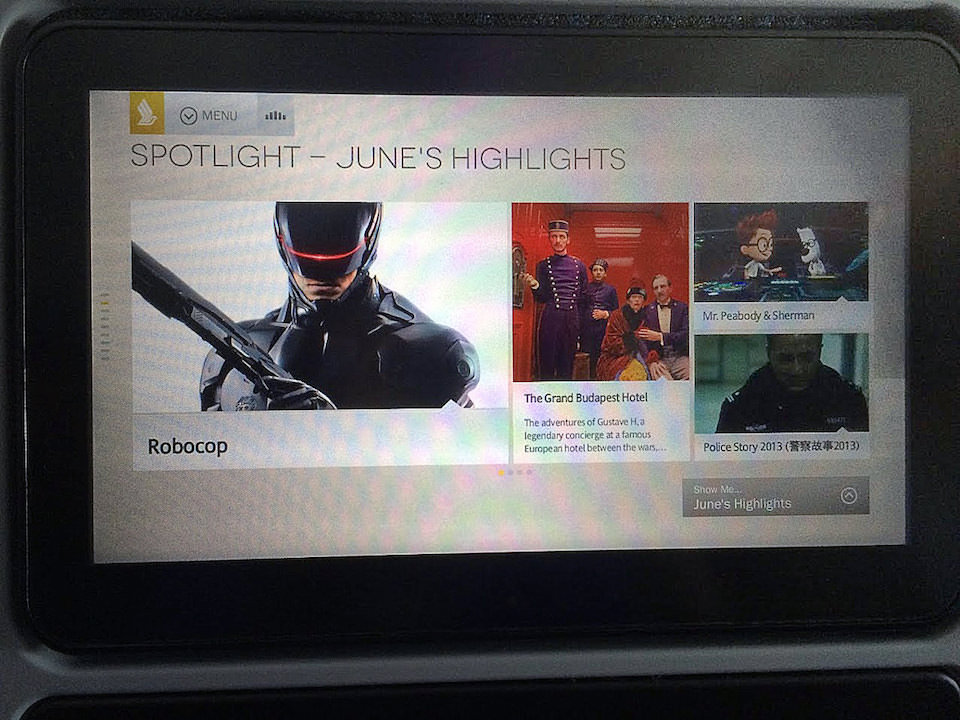 MENU
SPOTLIGHT – JUNE'S HIGHLIGHTS
Robocop
The Grand Budapest Hotel
The adventures of Gustave H, a
legendary concierge at a famous
European hotel between the wars,...
Mr. Peabody & Sherman
Police Story 2013 (警察故事2013)
Show Me...
June's Highlights